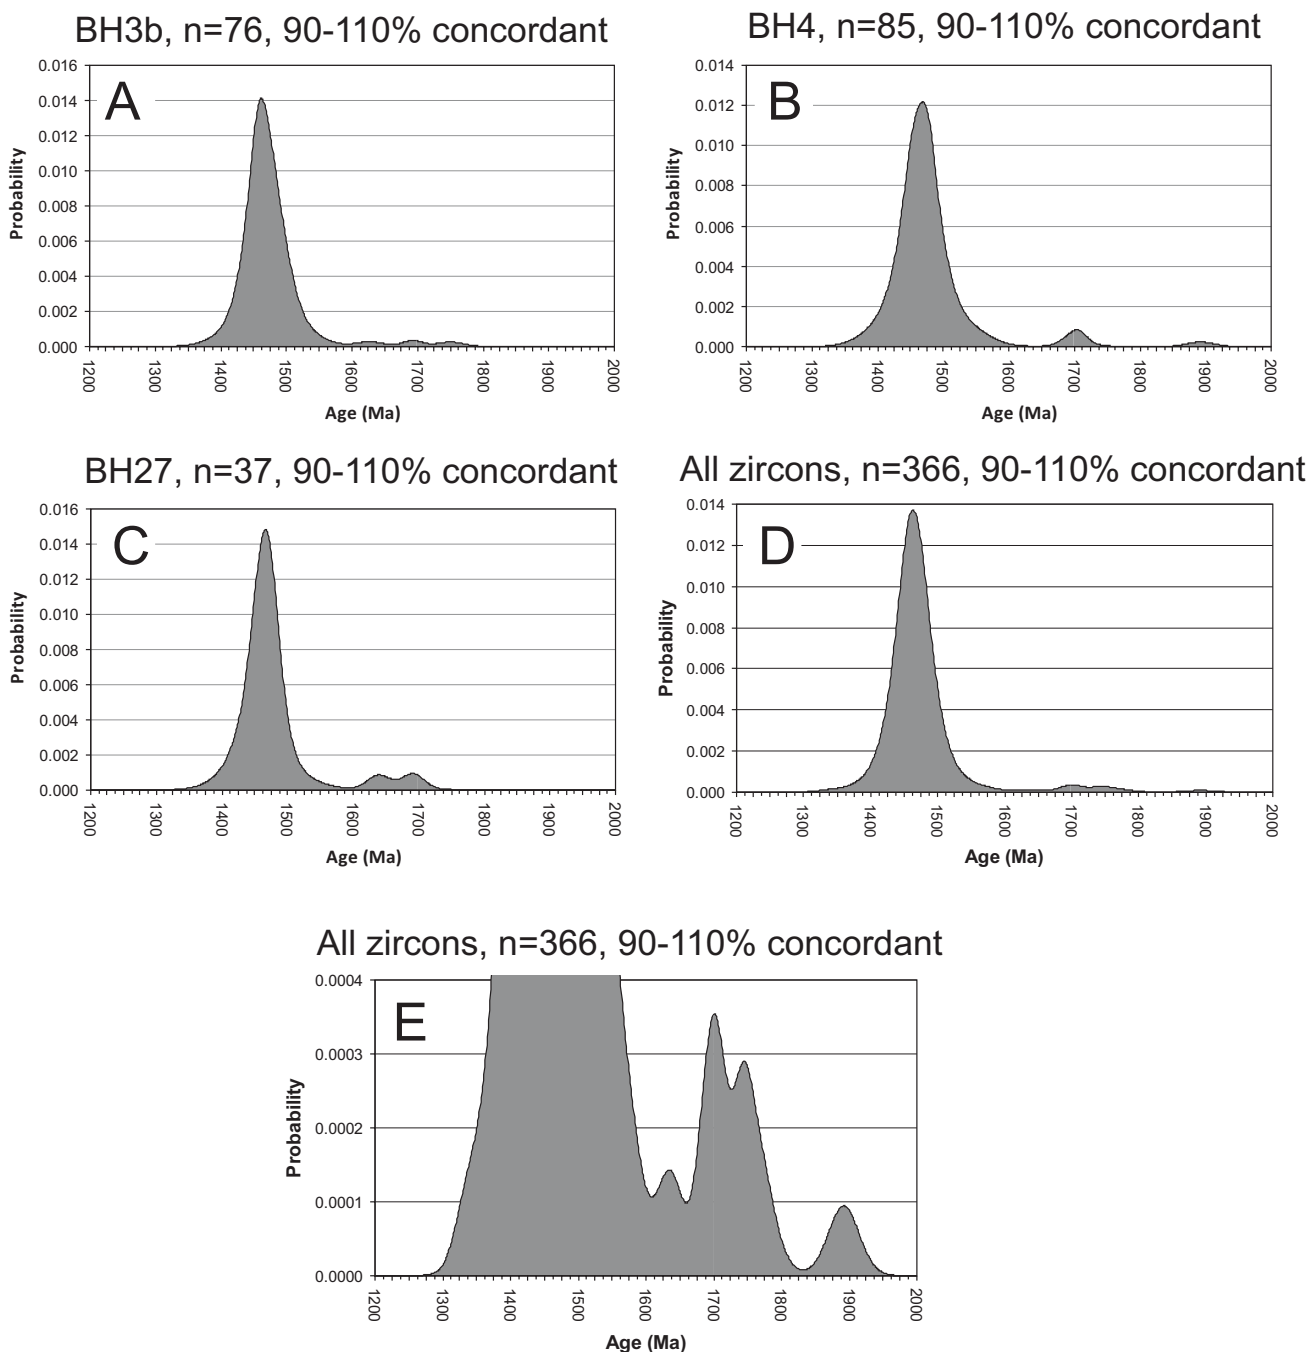 BH3b, n=76, 90-110% concordant
A
Probability
0.016
0.014
0.012
0.010
0.008
0.006
0.004
0.002
0.000
1200 1300 1400 1500 1600 1700 1800 1900 2000
Age (Ma)
BH4, n=85, 90-110% concordant
B
Probability
0.014
0.012
0.010
0.008
0.006
0.004
0.002
0.000
1200 1300 1400 1500 1600 1700 1800 1900 2000
Age (Ma)
BH27, n=37, 90-110% concordant
C
Probability
0.016
0.014
0.012
0.010
0.008
0.006
0.004
0.002
0.000
1200 1300 1400 1500 1600 1700 1800 1900 2000
Age (Ma)
All zircons, n=366, 90-110% concordant
D
Probability
0.014
0.012
0.010
0.008
0.006
0.004
0.002
0.000
1200 1300 1400 1500 1600 1700 1800 1900 2000
Age (Ma)
All zircons, n=366, 90-110% concordant
E
Probability
0.0004
0.0003
0.0002
0.0001
0.0000
1200 1300 1400 1500 1600 1700 1800 1900 2000
Age (Ma)